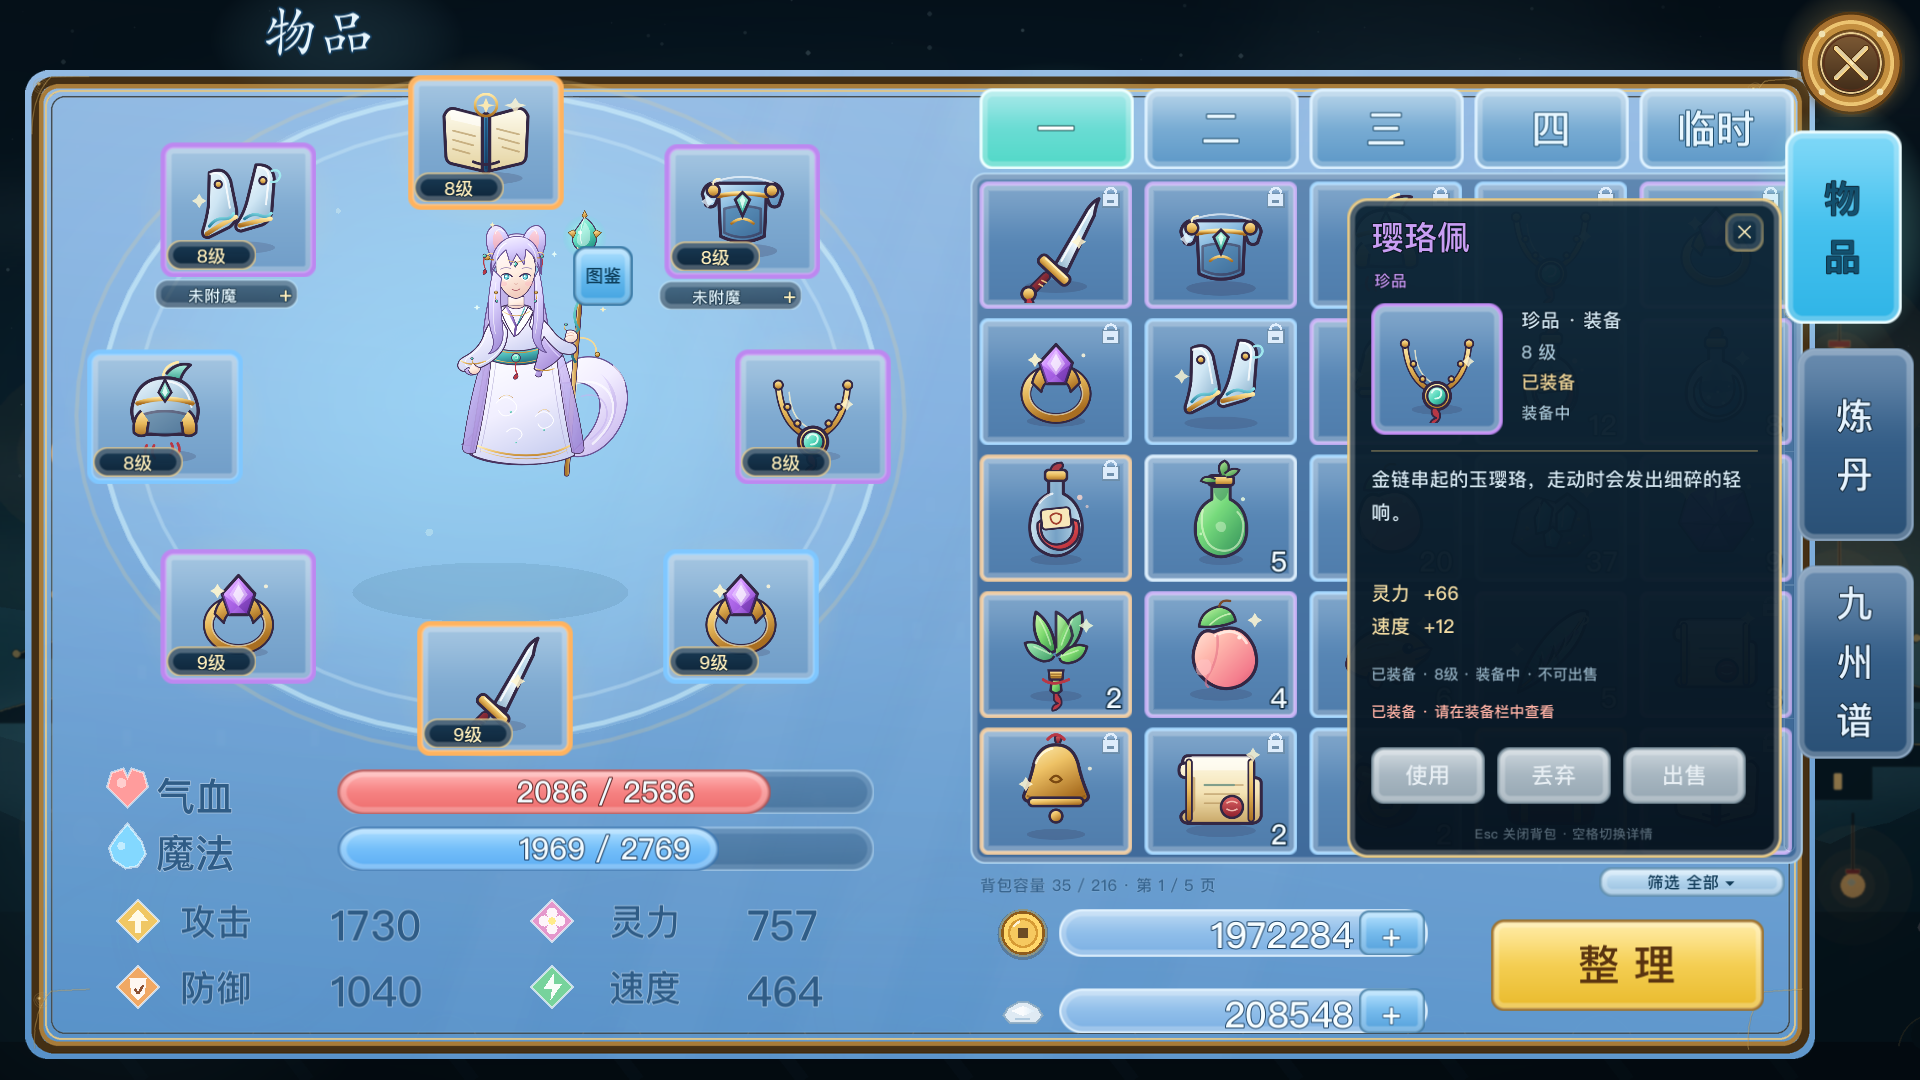 物品
一
二
三
四
临时
物品
炼丹
九州谱
8级
8级
未附魔 +
8级
未附魔 +
图鉴
8级
8级
9级
9级
9级
5
2
4
2
璎珞佩
珍品
珍品 · 装备
8 级
已装备
装备中
金链串起的玉璎珞，走动时会发出细碎的轻
响。
灵力 +66
速度 +12
已装备 · 8级 · 装备中 · 不可出售
已装备 · 请在装备栏中查看
使用
丢弃
出售
Esc 关闭背包 · 空格切换详情
气血
2086 / 2586
魔法
1969 / 2769
攻击 1730
灵力 757
防御 1040
速度 464
背包容量 35 / 216 · 第 1 / 5 页
筛选 全部
1972284 +
208548 +
整理